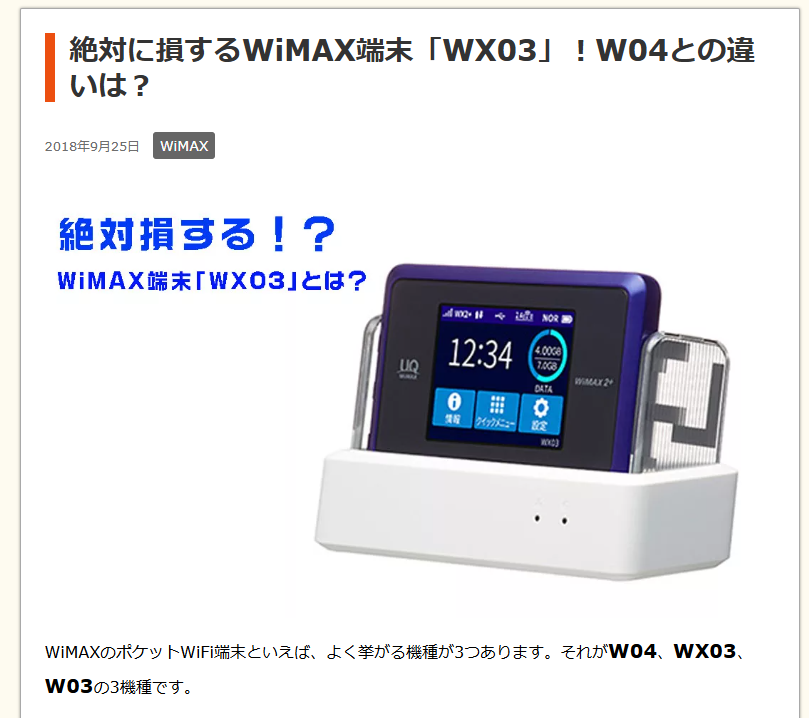 絶対に損するWiMAX端末「WX03」！W04との違
いは？
2018年9月25日 WiMAX
絶対損する！？
WiMAX端末「WX03」とは？
WX2+ NOR
12:34
4.00GB
7.0GB
DATA
UQ WiMAX 2+
情報 クイックメニュー 設定
WX03
WiMAXのポケットWiFi端末といえば、よく挙がる機種が3つあります。それがW04、WX03、
W03の3機種です。